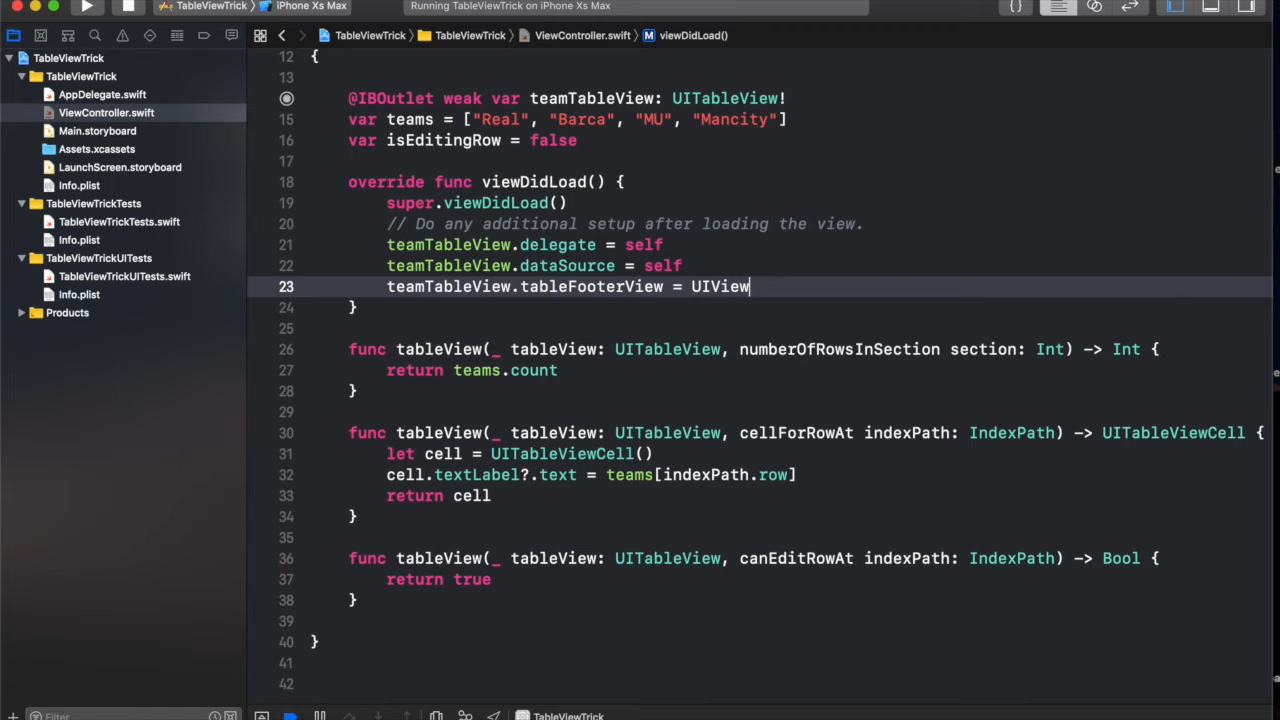 TableViewTrick iPhone Xs Max Running TableViewTrick on iPhone Xs Max {}
TableViewTrick TableViewTrick ViewController.swift M viewDidLoad()
TableViewTrick
TableViewTrick
AppDelegate.swift
ViewController.swift
Main.storyboard
Assets.xcassets
LaunchScreen.storyboard
Info.plist
TableViewTrickTests
TableViewTrickTests.swift
Info.plist
TableViewTrickUITests
TableViewTrickUITests.swift
Info.plist
Products
Filter
12 {
13
@IBOutlet weak var teamTableView: UITableView!
15 var teams = ["Real", "Barca", "MU", "Mancity"]
16 var isEditingRow = false
17
18 override func viewDidLoad() {
19 super.viewDidLoad()
20 // Do any additional setup after loading the view.
21 teamTableView.delegate = self
22 teamTableView.dataSource = self
23 teamTableView.tableFooterView = UIView
24 }
25
26 func tableView(_ tableView: UITableView, numberOfRowsInSection section: Int) -> Int {
27 return teams.count
28 }
29
30 func tableView(_ tableView: UITableView, cellForRowAt indexPath: IndexPath) -> UITableViewCell {
31 let cell = UITableViewCell()
32 cell.textLabel?.text = teams[indexPath.row]
33 return cell
34 }
35
36 func tableView(_ tableView: UITableView, canEditRowAt indexPath: IndexPath) -> Bool {
37 return true
38 }
39
40 }
41
42
TableViewTrick